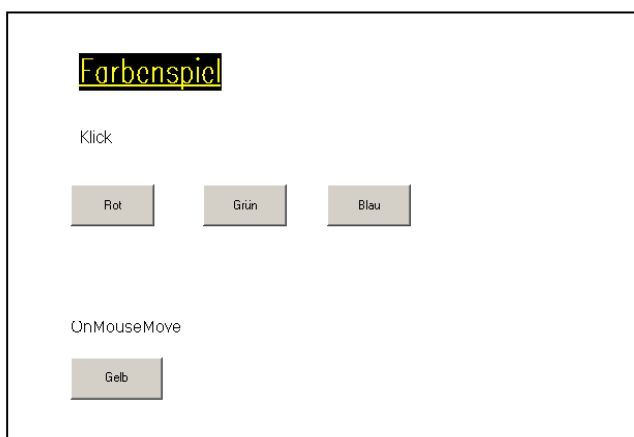 Farbenspiel
Klick
Rot Grün Blau
OnMouseMove
Gelb